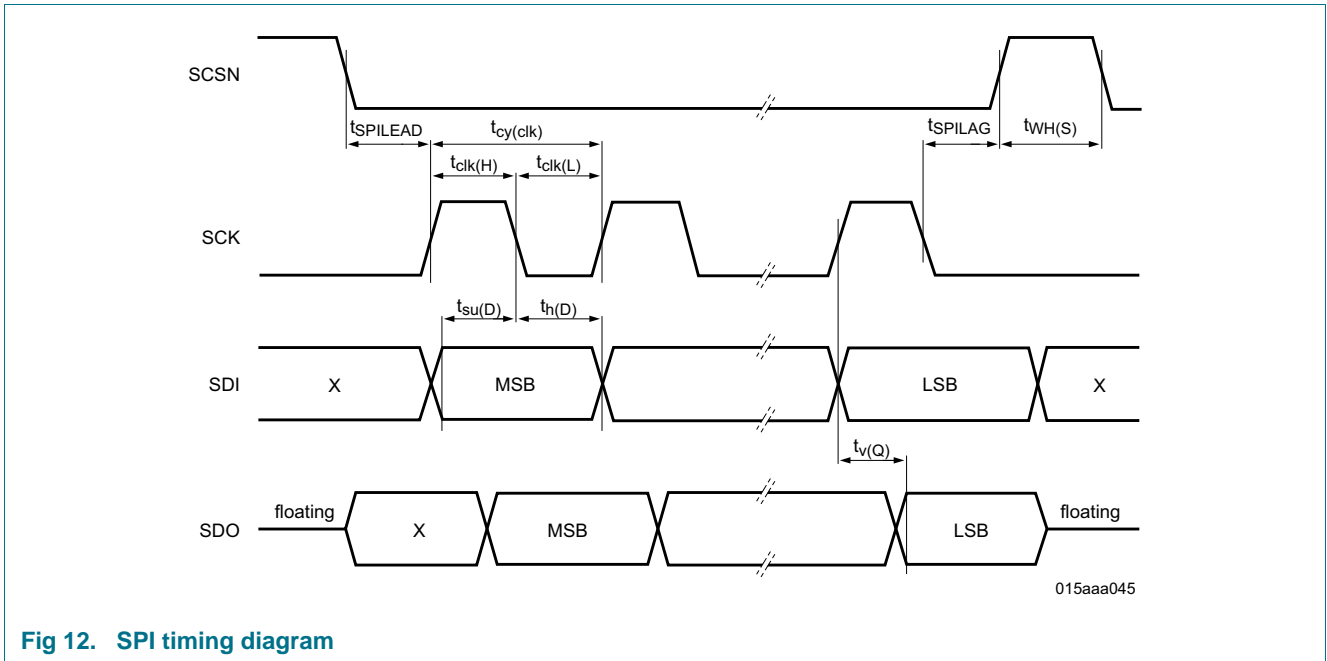 SCSN
tSPILEAD
tcy(clk)
tSPILAG
tWH(S)
tclk(H)
tclk(L)
SCK
tsu(D)
th(D)
SDI
X
MSB
LSB
X
tv(Q)
SDO
floating
X
MSB
LSB
floating
015aaa045
Fig 12. SPI timing diagram